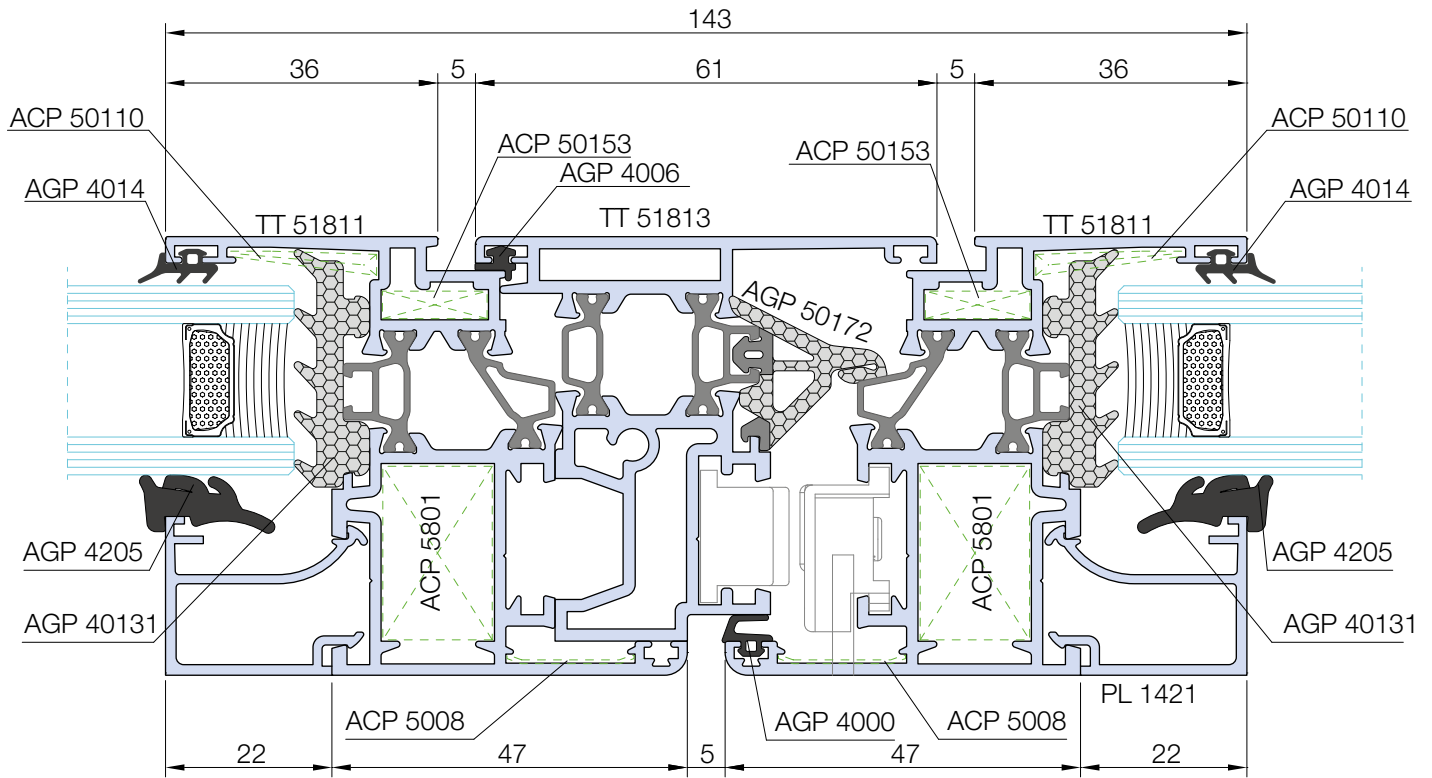 143
36 5 61 5 36
ACP 50110
ACP 50153
ACP 50153
ACP 50110
AGP 4006
AGP 4014
AGP 4014
TT 51811
TT 51813
TT 51811
AGP 50172
ACP 5801
ACP 5801
AGP 4205
AGP 4205
AGP 40131
AGP 40131
PL 1421
ACP 5008
AGP 4000
ACP 5008
22 47 5 47 22